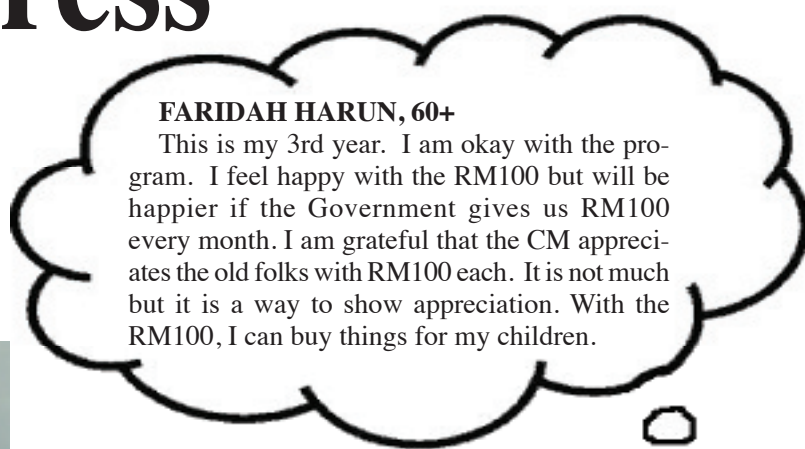 ress
FARIDAH HARUN, 60+
This is my 3rd year. I am okay with the pro-
gram. I feel happy with the RM100 but will be
happier if the Government gives us RM100
every month. I am grateful that the CM appreci-
ates the old folks with RM100 each. It is not much
but it is a way to show appreciation. With the
RM100, I can buy things for my children.